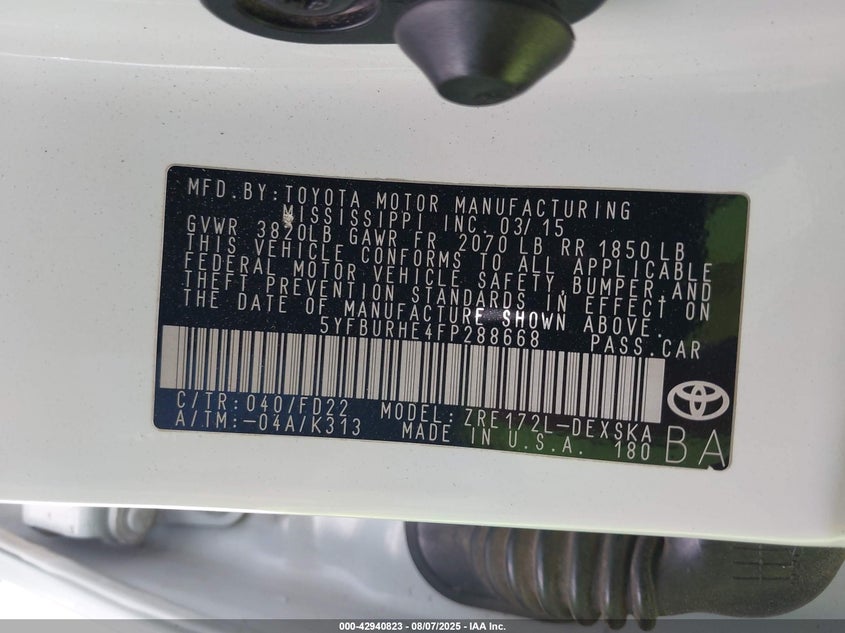 MFD. BY: TOYOTA MOTOR MANUFACTURING
MISSISSIPPI INC. 03/15
GVWR 3820LB GAWR FR 2070 LB RR 1850LB
THIS VEHICLE CONFORMS TO ALL APPLICABLE
FEDERAL MOTOR VEHICLE SAFETY, BUMPER, AND
THEFT PREVENTION STANDARDS IN EFFECT ON
THE DATE OF MANUFACTURE SHOWN ABOVE.
5YFBURHE4FP288668 PASS. CAR
C/TR: 040/FD22 MODEL: ZRE172L-DEXSKA
A/TM: -04A/K313 MADE IN U.S.A. 180 BA
000-42940823 - 08/07/2025 - IAA Inc.